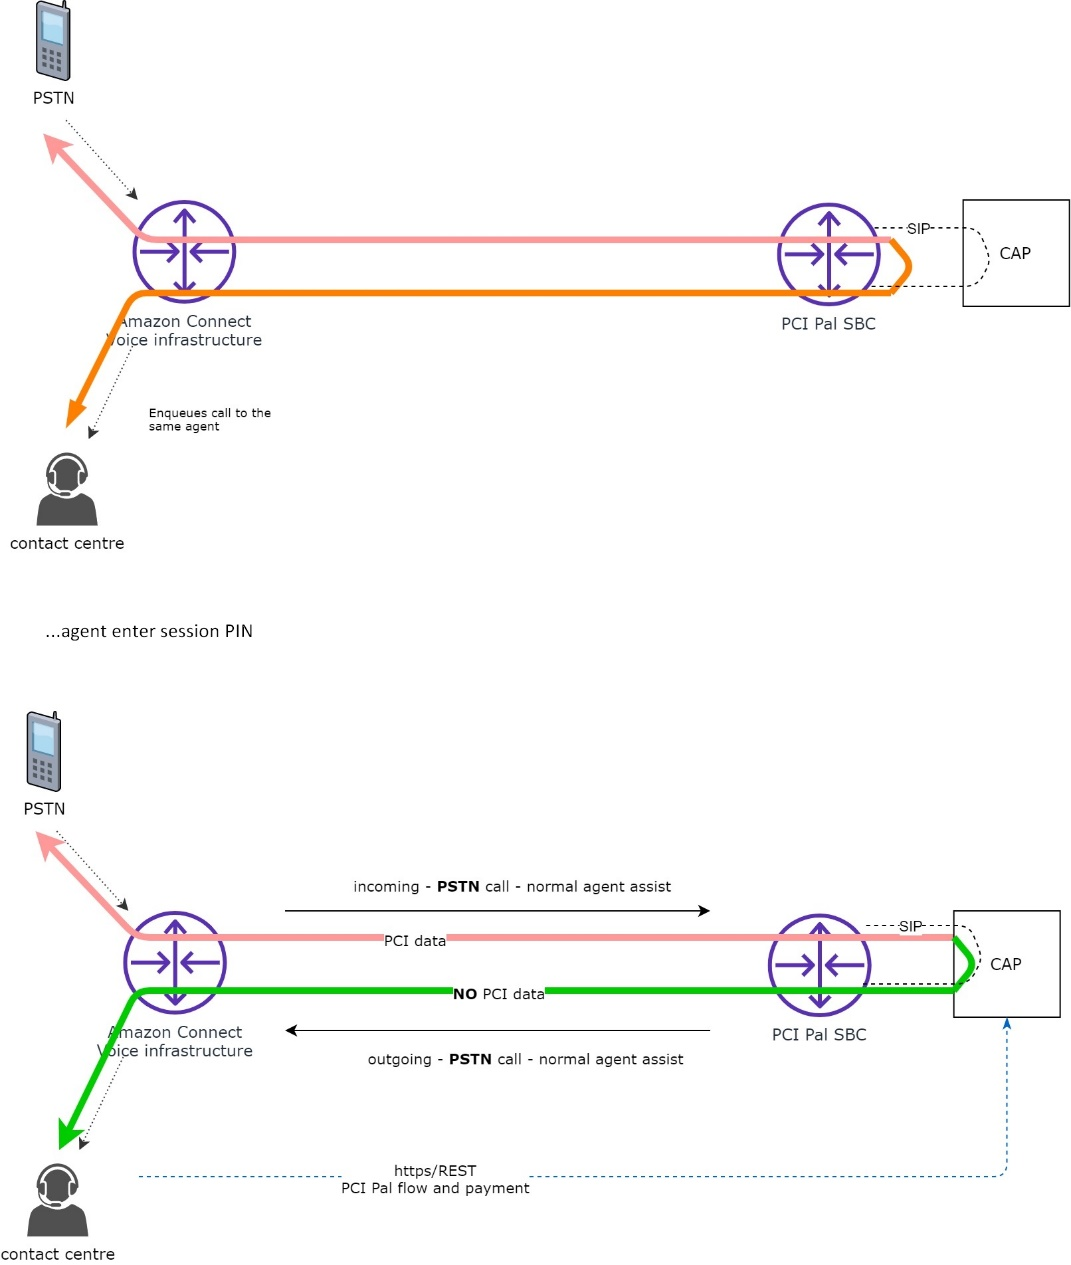 PSTN
SIP
CAP
Amazon Connect
Voice infrastructure
PCI Pal SBC
Enqueues call to the
same agent
contact centre
...agent enter session PIN
PSTN
incoming - PSTN call - normal agent assist
SIP
PCI data
CAP
NO PCI data
Amazon Connect
Voice infrastructure
PCI Pal SBC
outgoing - PSTN call - normal agent assist
https/REST
PCI Pal flow and payment
contact centre